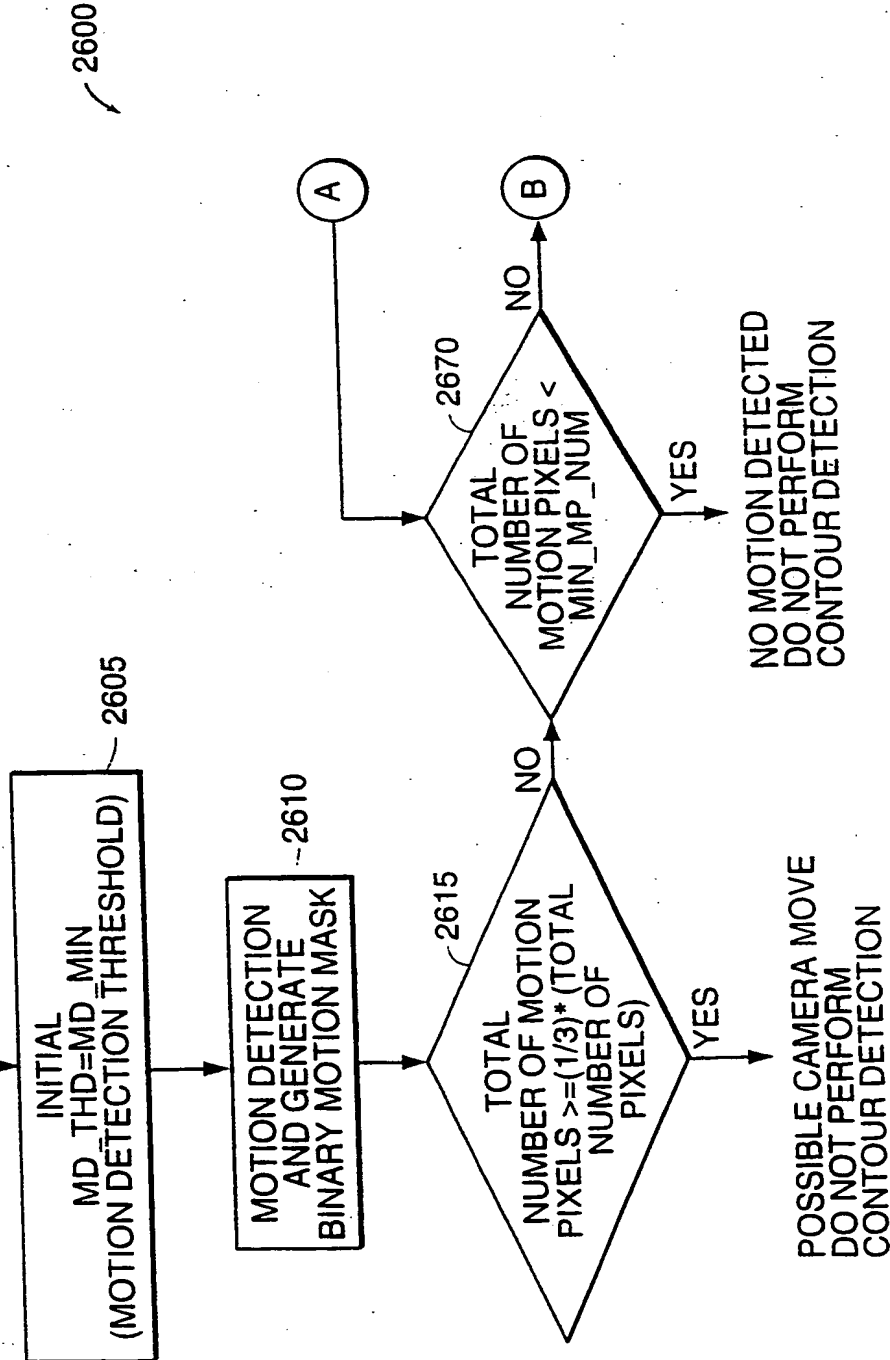 2600
INITIAL
MD_THD=MD_MIN
(MOTION DETECTION THRESHOLD)
2605
MOTION DETECTION
AND GENERATE
BINARY MOTION MASK
2610
TOTAL
NUMBER OF MOTION
PIXELS >=(1/3)* (TOTAL
NUMBER OF
PIXELS)
2615
NO
YES
POSSIBLE CAMERA MOVE
DO NOT PERFORM
CONTOUR DETECTION
A
TOTAL
NUMBER OF
MOTION PIXELS <
MIN_MP_NUM
2670
NO
B
YES
NO MOTION DETECTED
DO NOT PERFORM
CONTOUR DETECTION